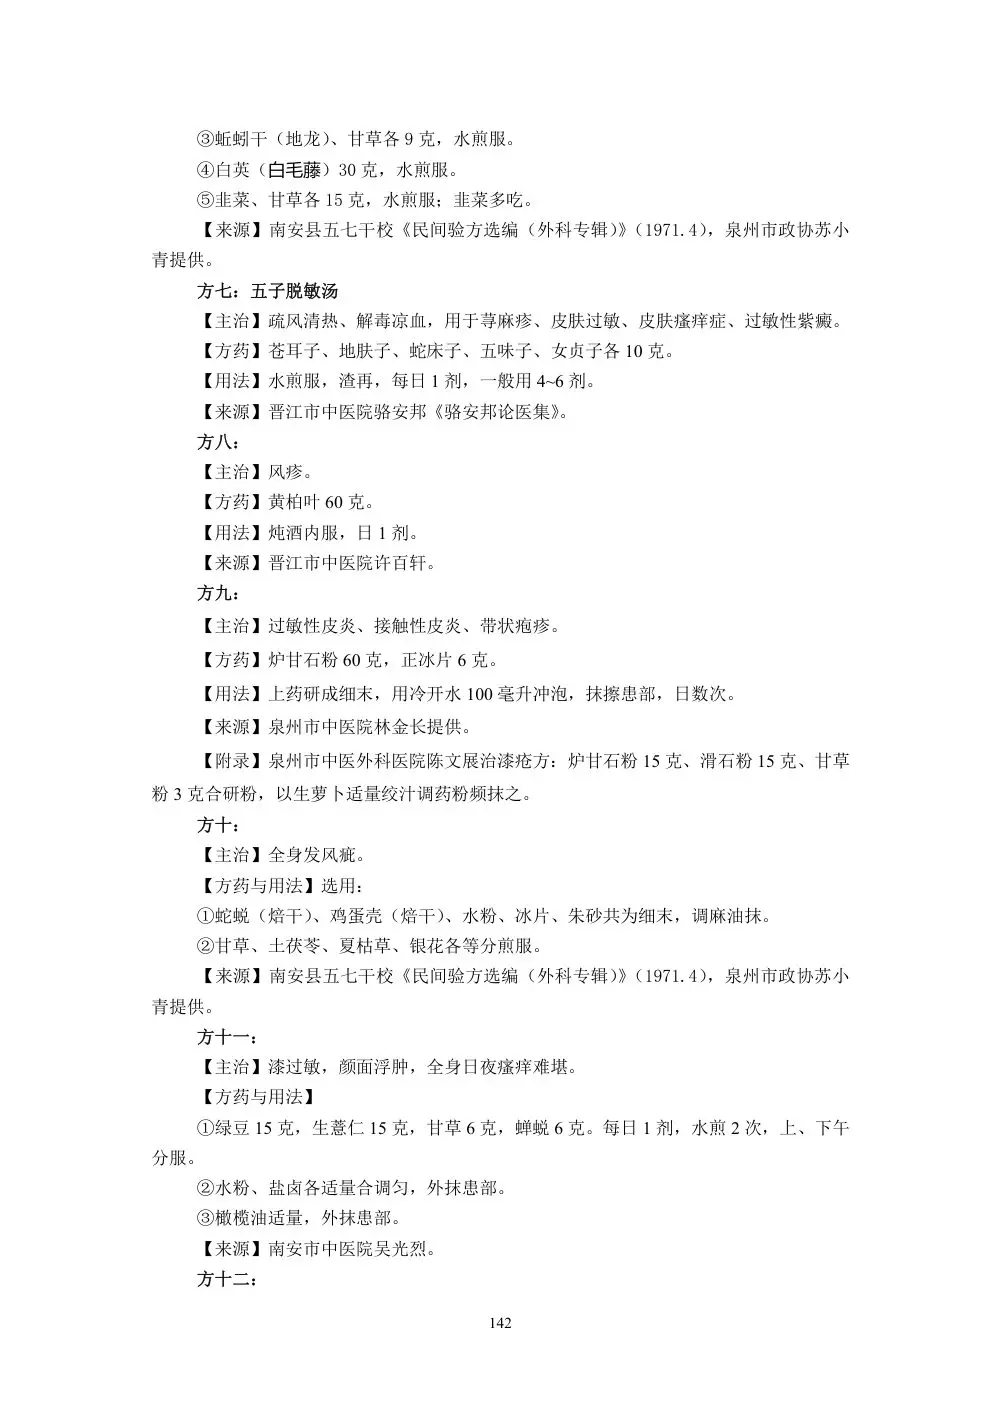 ③蚯蚓干（地龙）、甘草各 9 克，水煎服。
④白英（白毛藤）30 克，水煎服。
⑤韭菜、甘草各 15 克，水煎服；韭菜多吃。
【来源】南安县五七干校《民间验方选编（外科专辑）》（1971.4），泉州市政协苏小
青提供。
方七：五子脱敏汤
【主治】疏风清热、解毒凉血，用于荨麻疹、皮肤过敏、皮肤瘙痒症、过敏性紫癜。
【方药】苍耳子、地肤子、蛇床子、五味子、女贞子各 10 克。
【用法】水煎服，渣再，每日 1 剂，一般用 4~6 剂。
【来源】晋江市中医院骆安邦《骆安邦论医集》。
方八：
【主治】风疹。
【方药】黄柏叶 60 克。
【用法】炖酒内服，日 1 剂。
【来源】晋江市中医院许百轩。
方九：
【主治】过敏性皮炎、接触性皮炎、带状疱疹。
【方药】炉甘石粉 60 克，正冰片 6 克。
【用法】上药研成细末，用冷开水 100 毫升冲泡，抹擦患部，日数次。
【来源】泉州市中医院林金长提供。
【附录】泉州市中医外科医院陈文展治漆疮方：炉甘石粉 15 克、滑石粉 15 克、甘草
粉 3 克合研粉，以生萝卜适量绞汁调药粉频抹之。
方十：
【主治】全身发风疵。
【方药与用法】选用：
①蛇蜕（焙干）、鸡蛋壳（焙干）、水粉、冰片、朱砂共为细末，调麻油抹。
②甘草、土茯苓、夏枯草、银花各等分煎服。
【来源】南安县五七干校《民间验方选编（外科专辑）》（1971.4），泉州市政协苏小
青提供。
方十一：
【主治】漆过敏，颜面浮肿，全身日夜瘙痒难堪。
【方药与用法】
①绿豆 15 克，生薏仁 15 克，甘草 6 克，蝉蜕 6 克。每日 1 剂，水煎 2 次，上、下午
分服。
②水粉、盐卤各适量合调匀，外抹患部。
③橄榄油适量，外抹患部。
【来源】南安市中医院吴光烈。
方十二：
142